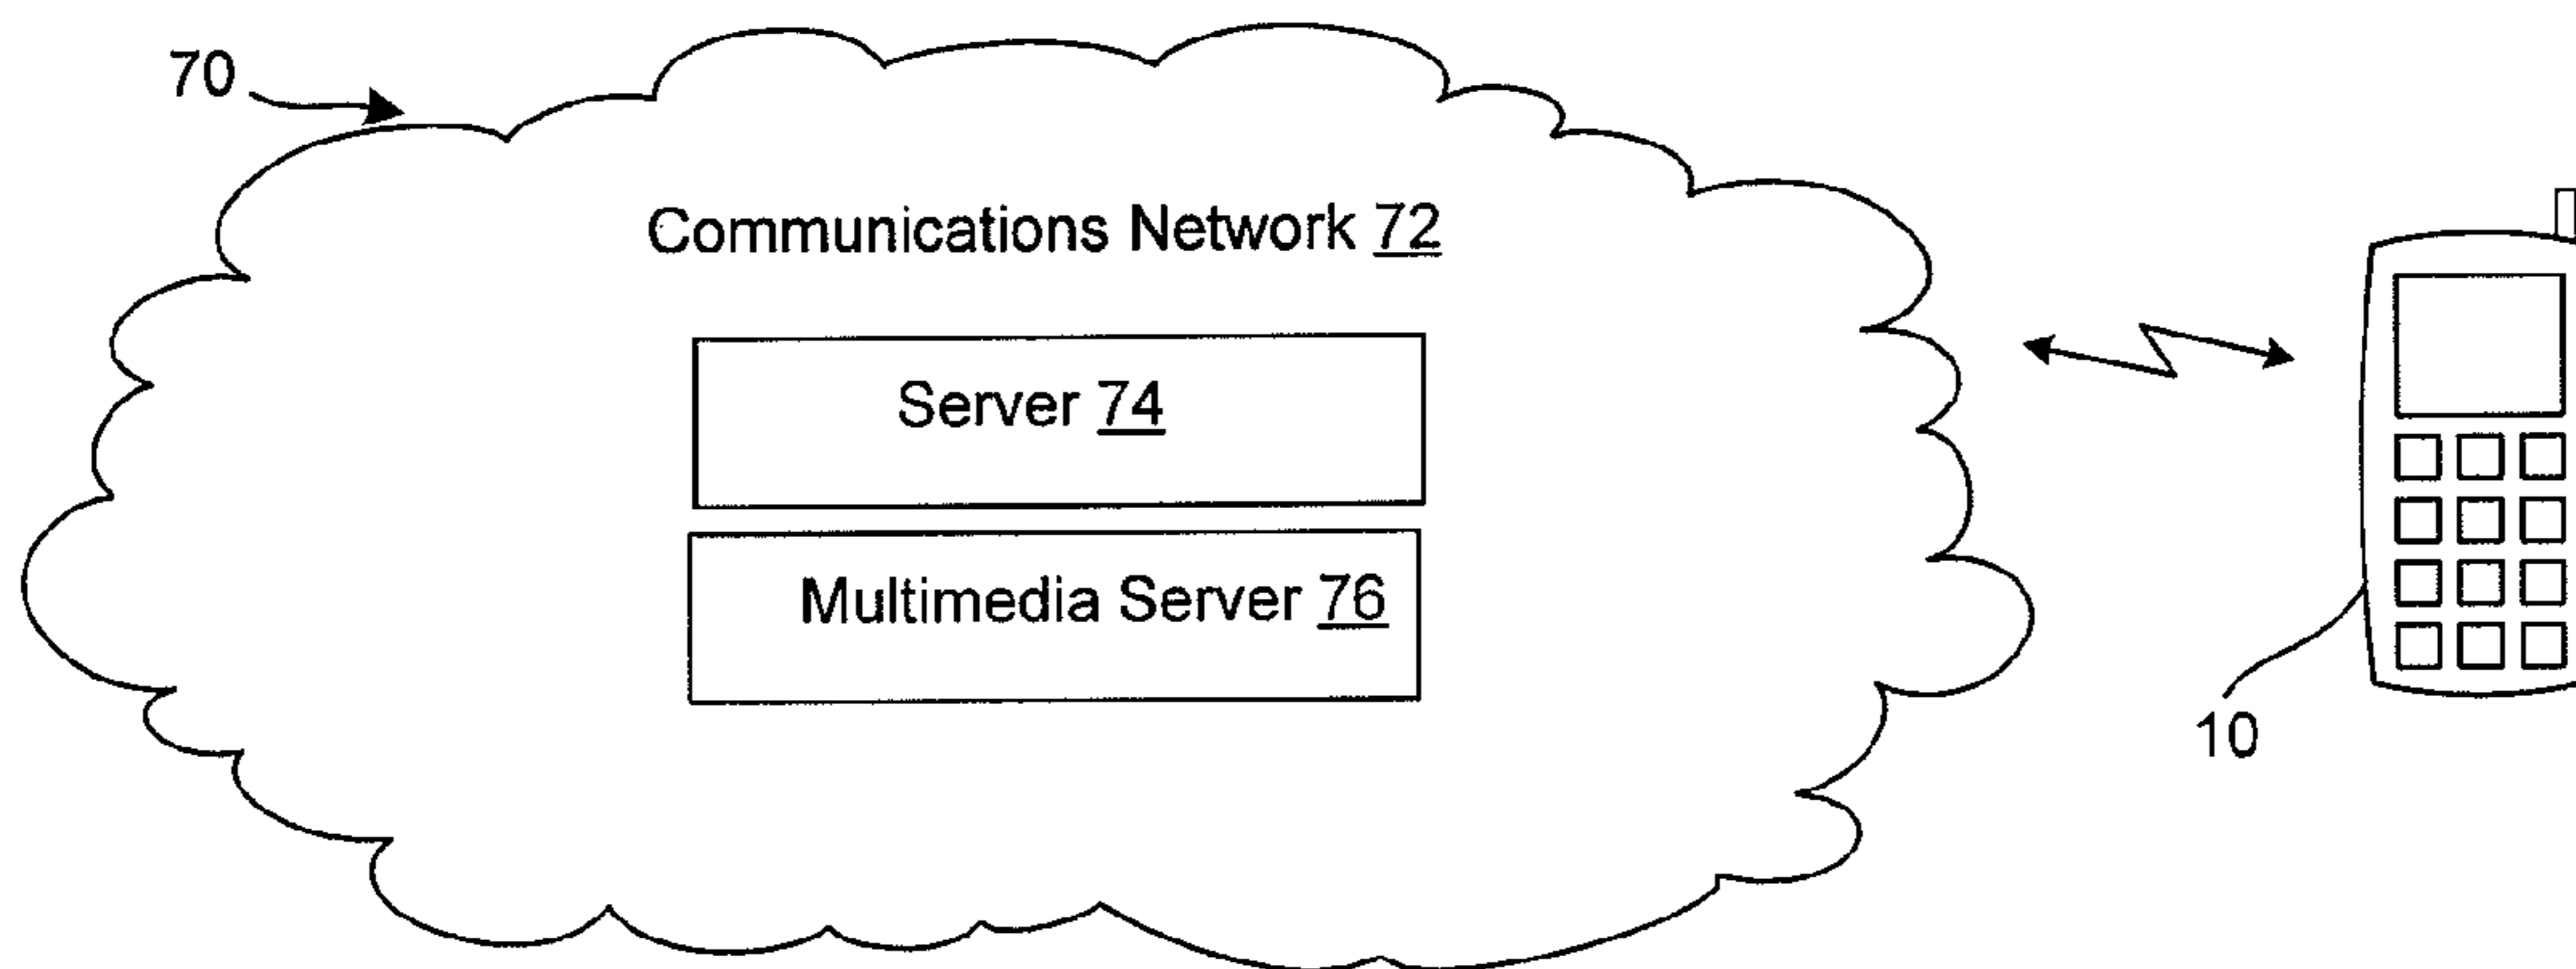 70
Communications Network 72
Server 74
Multimedia Server 76
10